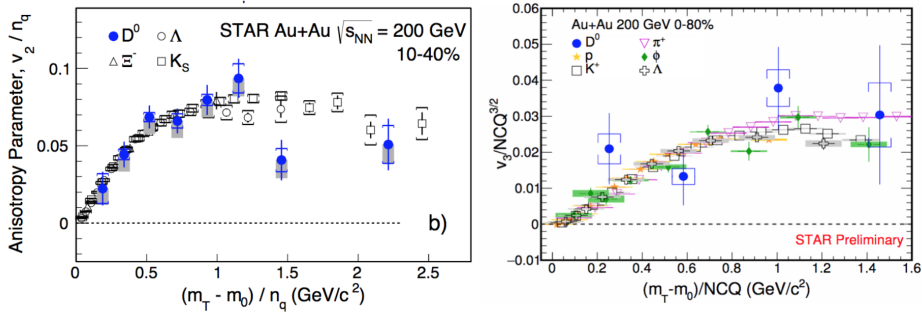 STAR Au+Au √sNN = 200 GeV
10-40%
D⁰
Λ
Ξ⁻
KS
Anisotropy Parameter, v2 / nq
0.1
0.05
0
b)
0 0.5 1 1.5 2 2.5
(mT - m0) / nq (GeV/c²)
Au+Au 200 GeV 0-80%
D⁰
π⁺
p
φ
K⁺
Λ
v3/NCQ³/²
0.06
0.05
0.04
0.03
0.02
0.01
0
−0.01
STAR Preliminary
0 0.2 0.4 0.6 0.8 1 1.2 1.4 1.6
(mT-m0)/NCQ (GeV/c²)